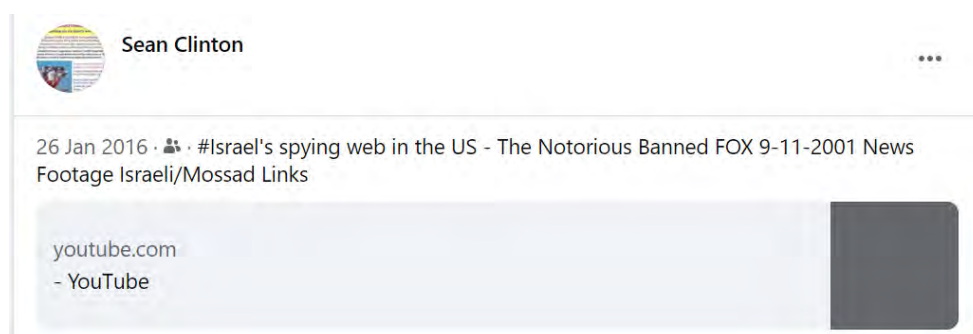 Sean Clinton
26 Jan 2016 · · #Israel's spying web in the US - The Notorious Banned FOX 9-11-2001 News
Footage Israeli/Mossad Links
youtube.com
- YouTube